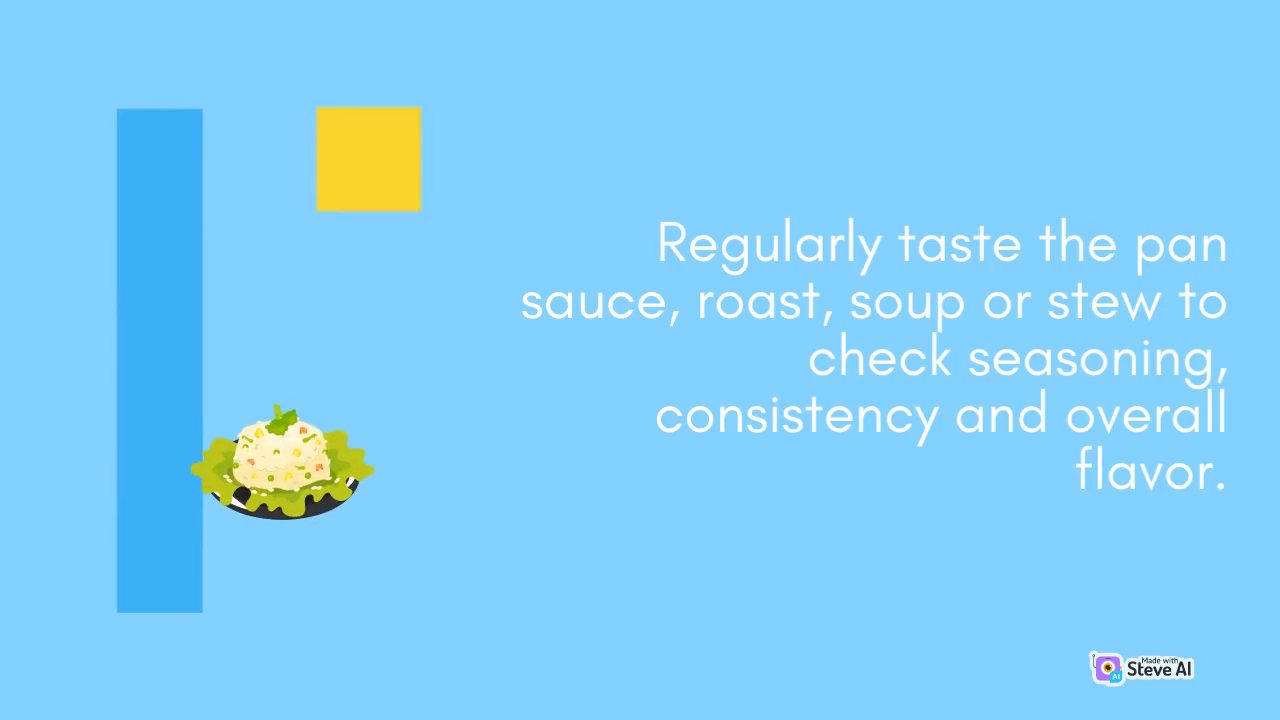 Regularly taste the pan
sauce, roast, soup or stew to
check seasoning,
consistency and overall
flavor.
Made with
Steve AI
AI